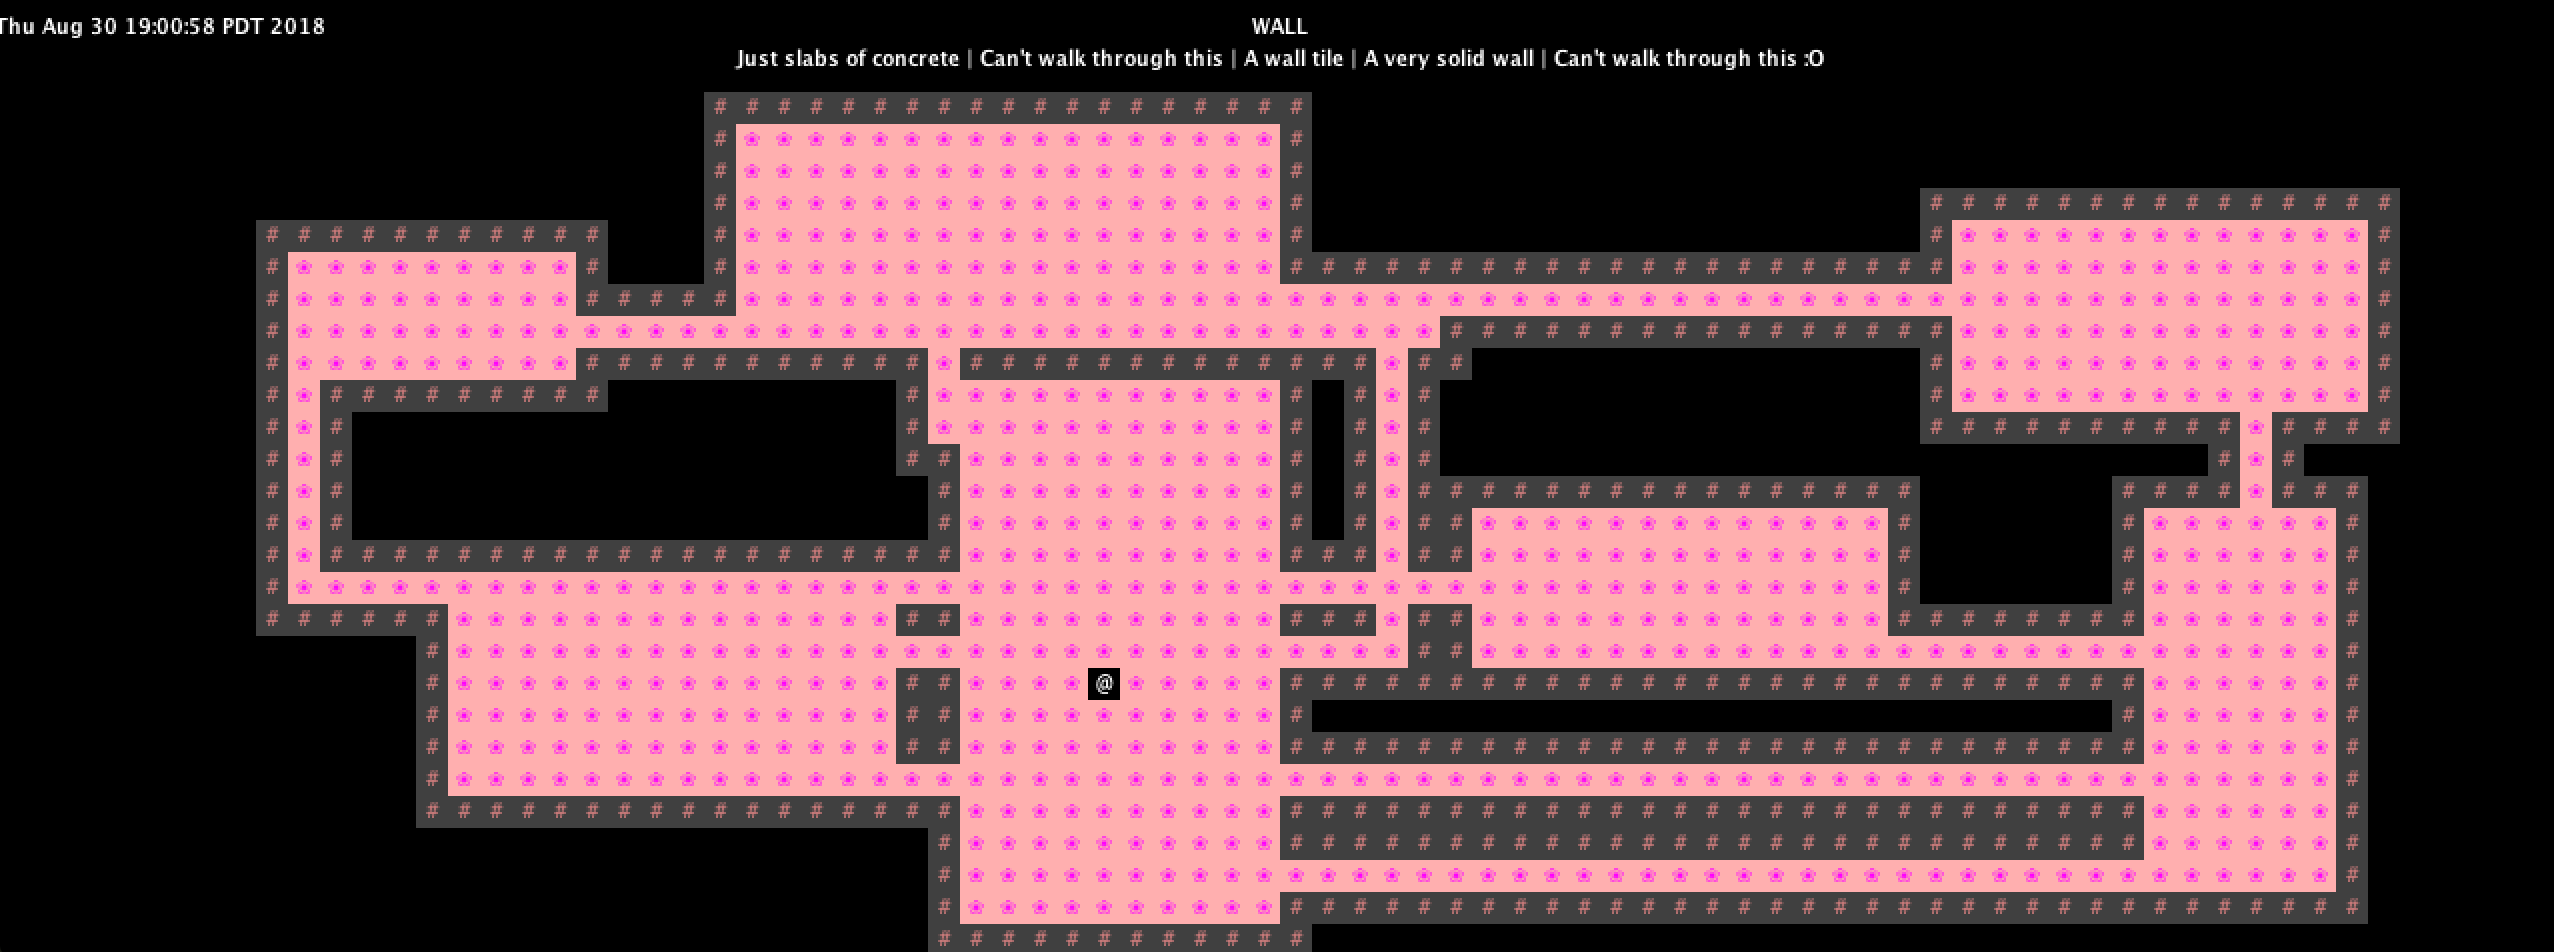 Thu Aug 30 19:00:58 PDT 2018
WALL
Just slabs of concrete | Can't walk through this | A wall tile | A very solid wall | Can't walk through this :O
@